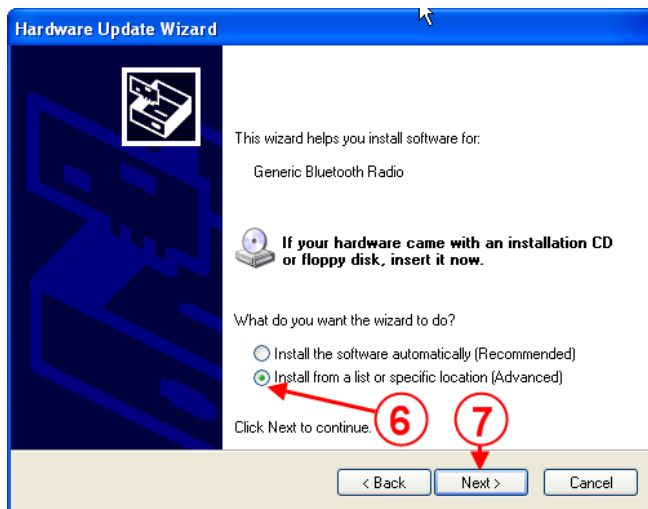 Hardware Update Wizard
This wizard helps you install software for:
Generic Bluetooth Radio
If your hardware came with an installation CD
or floppy disk, insert it now.
What do you want the wizard to do?
Install the software automatically (Recommended)
Install from a list or specific location (Advanced)
6
7
Click Next to continue.
< Back
Next >
Cancel